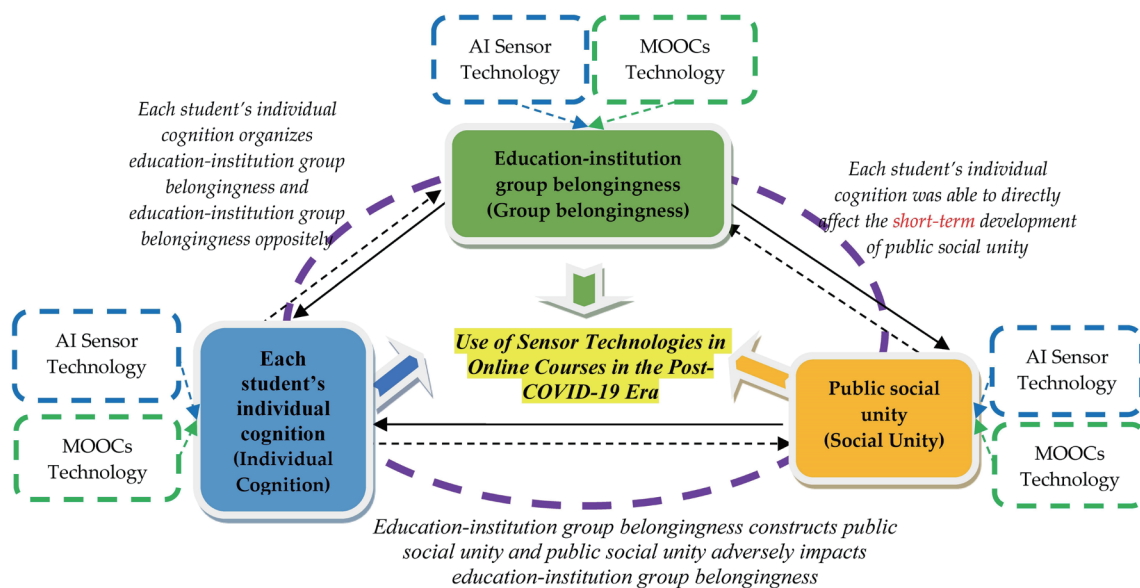 AI Sensor
Technology
MOOCs
Technology
Each student's individual
cognition organizes
education-institution group
belongingness and
education-institution group
belongingness oppositely
Education-institution
group belongingness
(Group belongingness)
Each student's individual
cognition was able to directly
affect the short-term development
of public social unity
AI Sensor
Technology
MOOCs
Technology
Each
student's
individual
cognition
(Individual
Cognition)
Use of Sensor Technologies in
Online Courses in the Post-
COVID-19 Era
Public social
unity
(Social Unity)
AI Sensor
Technology
MOOCs
Technology
Education-institution group belongingness constructs public
social unity and public social unity adversely impacts
education-institution group belongingness